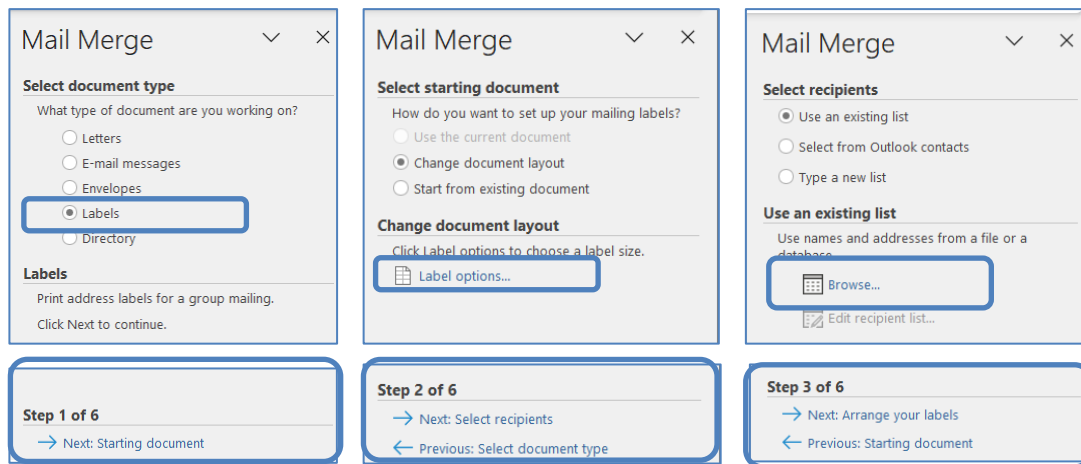 Mail Merge
Select document type
What type of document are you working on?
Letters
E-mail messages
Envelopes
Labels
Directory
Labels
Print address labels for a group mailing.
Click Next to continue.
Step 1 of 6
Next: Starting document
Mail Merge
Select starting document
How do you want to set up your mailing labels?
Use the current document
Change document layout
Start from existing document
Change document layout
Click Label options to choose a label size.
Label options...
Step 2 of 6
Next: Select recipients
Previous: Select document type
Mail Merge
Select recipients
Use an existing list
Select from Outlook contacts
Type a new list
Use an existing list
Use names and addresses from a file or a
database.
Browse...
Edit recipient list...
Step 3 of 6
Next: Arrange your labels
Previous: Starting document